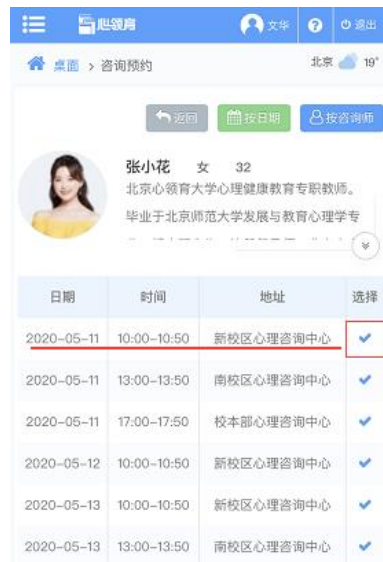 心领育 文华 ? 退出
桌面 > 咨询预约 北京 19°
返回 按日期 按咨询师
张小花 女 32
北京心领育大学心理健康教育专职教师。
毕业于北京师范大学发展与教育心理学专
日期 时间 地址 选择
2020-05-11 10:00-10:50 新校区心理咨询中心
2020-05-11 13:00-13:50 南校区心理咨询中心
2020-05-11 17:00-17:50 校本部心理咨询中心
2020-05-12 10:00-10:50 新校区心理咨询中心
2020-05-13 10:00-10:50 新校区心理咨询中心
2020-05-13 13:00-13:50 南校区心理咨询中心